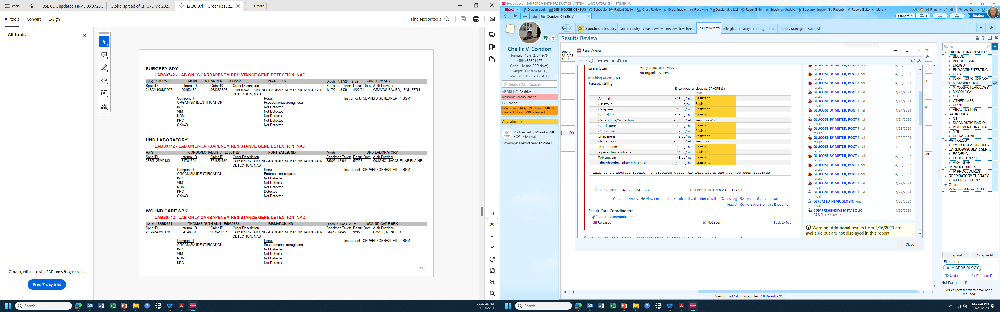 Menu
BSL COC updated FINAL 09.07.23...
Global spread of CP CRE Ma 202...
LAB0107j – Order-Result...
Create
All tools
Convert
E-Sign
Find text or tools
All tools
Convert, edit and e-sign PDF forms & agreements
Free 7-day trial
SURGERY SDY
LABS0742 - LAB ONLY-CARBAPENEM RESISTANCE GENE DETECTION, NAD
HAR: 188375989 MCMULLEN,DARREN - E6472512 Norton, KS Disch: 4/17/24 9:52 SURGERY SDY
Spec ID Internal ID Order ID Order Description Specimen Taken Result Date Auth Provider
24SDY108M0007 90453162 963383626 LABS0742 - LAB ONLY-CARBAPENEM RESISTANCE GENE 4/17/24 8:00 4/22/24 GRAVOS-BAUER, JENNIFER L
DETECTION, NAD
Component Result Instrument: CEPHEID GENEXPERT 1 BSM
ORGANISM IDENTIFICATION Pseudomonas aeruginosa
IMP Not Detected
VIM Not Detected
NDM Not Detected
KPC Not Detected
OXA48 Not Detected
UND LABORATORY
LABS0742 - LAB ONLY-CARBAPENEM RESISTANCE GENE DETECTION, NAD
HAR: CONDON,CHALLIS V - E3301127 FORT YATES, ND Disch: UND LABORATORY
Spec ID Internal ID Order ID Order Description Specimen Taken Result Date Auth Provider
23BR125M0133 81781304 871854732 LABS0742 - LAB ONLY-CARBAPENEM RESISTANCE GENE 5/5/23 15:04 5/7/23 QUISNO, JACQUELINE ELAINE
DETECTION, NAD
Component Result Instrument: CEPHEID GENEXPERT 1 BSM
ORGANISM IDENTIFICATION Enterobacter cloacae
IMP Not Detected
VIM Not Detected
NDM Not Detected
KPC Detected
OXA48 Not Detected
WOUND CARE SBK
LABS0742 - LAB ONLY-CARBAPENEM RESISTANCE GENE DETECTION, NAD
HAR: 172852631 THOMAS,RUTH ANN - E5039723 BISMARCK, ND Disch: 9/6/23 23:59 WOUND CARE SBK
Spec ID Internal ID Order ID Order Description Specimen Taken Result Date Auth Provider
23BR249M0178 84748537 903620597 LABS0742 - LAB ONLY-CARBAPENEM RESISTANCE GENE 9/6/23 14:45 9/9/23 SMALL, RENEE R
DETECTION, NAD
Component Result Instrument: CEPHEID GENEXPERT 1 BSM
ORGANISM IDENTIFICATION Pseudomonas aeruginosa
IMP Not Detected
VIM Not Detected
NDM Not Detected
KPC Not Detected
21
21
29
Search
12:29:21 PM
4/24/2024
Hyperspace – SANFORD HEALTH PRODUCTION SYSTEM – LABORATORY SBK – STEVEN M.
Epic Dragon Login SBK HOUSE CENSUS Schedule Patient Station Chart Review Order Inquiry Receiving Outstanding List Result Entry Specimen Update Specimen Inquiry (By Patient) Record Editor More Print Log Out
Condon, Challis V
Orders 1 1 Beaker
Specimen Inquiry Order Inquiry Chart Review Review Flowsheets Results Review Allergies History Demographics Identity Manager Synopsis
Results Review
Challis V. Condon
Female, 48yr, 2/6/1976
MRN: E3301127
Code: Hx (no ACP docs)
Height: 1.448 m (4' 9")
Weight: 101.6 kg (224 lb)
Search (Ctrl+Space)
ABORH: O Positive
Biobank Status: None
FYI: None
Infection: CRO/CRE, Hx of MRSA
cleared, Hx of VRE cleared
Allergies (4)
Pothamsetti, Monika, MD
PCP - General
Coverage: Medicare/Medicare P...
2023
3/19/23
16:31
Report Viewer
Gram Stain Many (>30/OIF) PMNs
No organisms seen
Resulting Agency: BR
Susceptibility
Enterobacter cloacae, CP-CRE (3)
MIC
Ampicillin >16 ug/mL Resistant
Cefazolin >16 ug/mL Resistant
Cefepime >16 ug/mL Resistant
Ceftazidime >16 ug/mL Resistant
Ceftazidime/Avibactam <=4 ug/mL Sensitive (C) 1
Ceftriaxone >2 ug/mL Resistant
Ciprofloxacin >2 ug/mL Resistant
Ertapenem >2 ug/mL Resistant
Gentamicin <=4 ug/mL Sensitive
Meropenem >8 ug/mL Resistant
Piperacillin/Tazobactam >64 ug/mL Resistant
Tobramycin >8 ug/mL Resistant
Trimethoprim/Sulfamethoxazole >2/38 ug/mL Resistant
1 This is an updated result. A previous value was left blank and has now been reported.
Specimen Collected: 03/22/23 19:30 CDT Last Resulted: 03/28/23 13:11 CDT
Order Details View Encounter Lab and Collection Details Routing Result History - Result Edited
View All Conversations on this Encounter
Result Care Coordination
Patient Communication
Released Not seen Back to Top
result
GLUCOSE BY METER, POCT Final 4/25/2023
result
GLUCOSE BY METER, POCT Final 4/25/2023
result
GLUCOSE BY METER, POCT Final 4/24/2023
result
GLUCOSE BY METER, POCT Final 4/24/2023
result
GLUCOSE BY METER, POCT Final 4/24/2023
result
GLUCOSE BY METER, POCT Final 4/24/2023
result
GLUCOSE BY METER, POCT Final 4/23/2023
result
GLUCOSE BY METER, POCT Final 4/23/2023
result
GLUCOSE BY METER, POCT Final 4/23/2023
result
GLUCOSE BY METER, POCT Final 4/23/2023
result
GLUCOSE BY METER, POCT Final 4/22/2023
result
GLUCOSE BY METER, POCT Final 4/22/2023
result
GLUCOSE BY METER, POCT Final 4/22/2023
result
GLUCOSE BY METER, POCT Final 4/22/2023
result
GLYCATED HEMOGLOBIN Final 4/22/2023
result
COMPREHENSIVE METABOLIC 4/22/2023
PANEL Final result
Warning: Additional results from 2/16/2023 are
available but are not displayed in this report.
Close
Search
LABORATORY RESULTS
BLOOD
BLOOD BANK
DRUGS
ENDOCRINE TESTING
FECAL
INFECTIOUS DISEASE
MICROBIOLOGY
MYCOBACTERIOLOGY
MYCOLOGY
OB
OTHER LABS
URINE
VIRAL TESTING
RADIOLOGY
CT
DIAGNOSTIC RADIOL...
INTERVENTIONAL RA...
MRI
ULTRASOUND
PATHOLOGY
PATHOLOGY RESULTS
CARDIOVASCULAR SER...
ECG/EKG
ECHO/STRESS
VASCULAR
IP PROCEDURES
IP PROCEDURES
RESPIRATORY THERAPY
RT PROCEDURES
Others
Methadone Metabolite (EDDP)
Expand Collapse All
Filtered to:
MICROBIOLOGY
Undo Reset to De...
Not Resulted
All collected orders have been
resulted.
Viewing: ~47 d Time Filter: All Results
Search
12:29:21 PM
4/24/2024